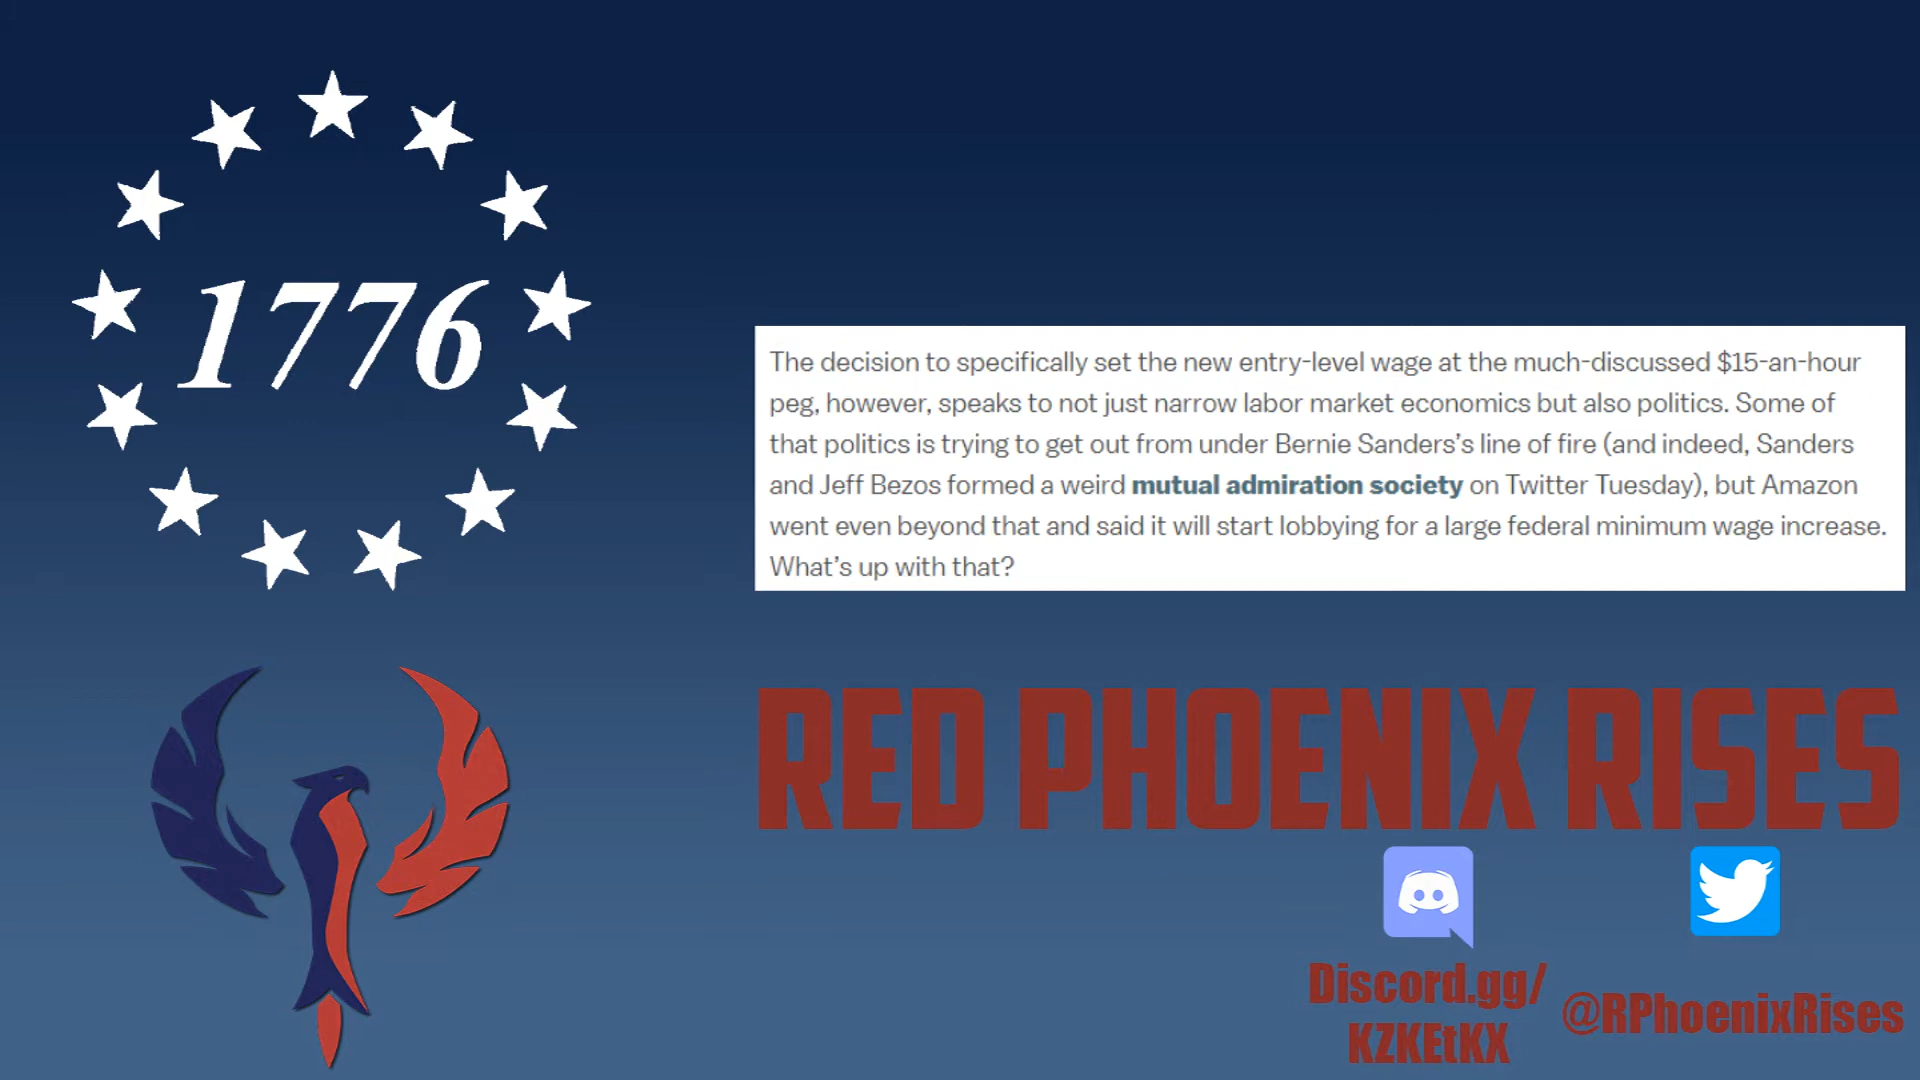 1776
The decision to specifically set the new entry-level wage at the much-discussed $15-an-hour
peg, however, speaks to not just narrow labor market economics but also politics. Some of
that politics is trying to get out from under Bernie Sanders’s line of fire (and indeed, Sanders
and Jeff Bezos formed a weird mutual admiration society on Twitter Tuesday), but Amazon
went even beyond that and said it will start lobbying for a large federal minimum wage increase.
What’s up with that?
RED PHOENIX RISES
Discord.gg/
KZKEtKX
@RPhoenixRises